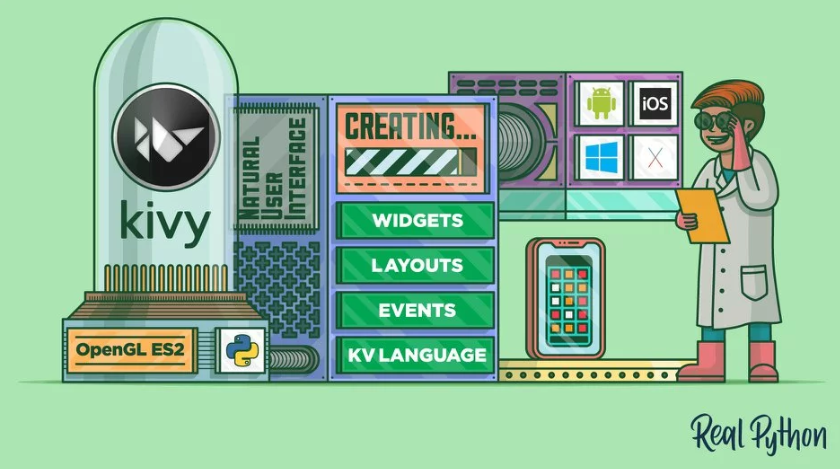 kivy
OpenGL ES2
NATURAL
USER
INTERFACE
CREATING...
WIDGETS
LAYOUTS
EVENTS
KV LANGUAGE
iOS
X
Real Python